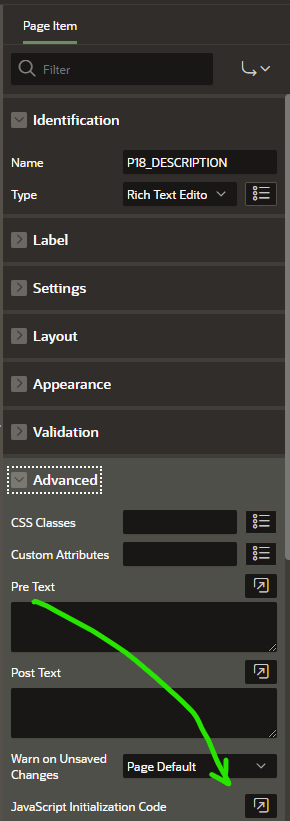 Page Item
Filter
Identification
Name P18_DESCRIPTION
Type Rich Text Edito
Label
Settings
Layout
Appearance
Validation
Advanced
CSS Classes
Custom Attributes
Pre Text
Post Text
Warn on Unsaved
Changes
Page Default
JavaScript Initialization Code